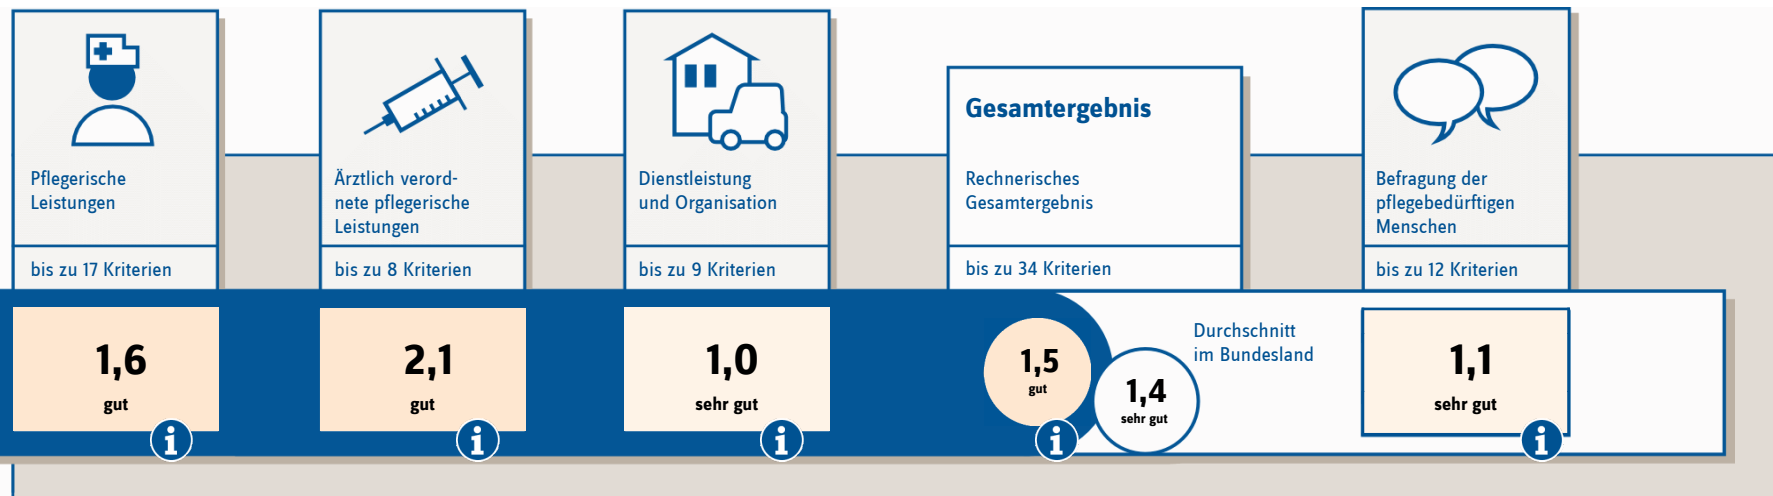 Pflegerische
Leistungen
bis zu 17 Kriterien
1,6
gut
i
Ärztlich verord-
nete pflegerische
Leistungen
bis zu 8 Kriterien
2,1
gut
i
Dienstleistung
und Organisation
bis zu 9 Kriterien
1,0
sehr gut
i
Gesamtergebnis
Rechnerisches
Gesamtergebnis
bis zu 34 Kriterien
1,5
gut
i
1,4
sehr gut
Durchschnitt
im Bundesland
Befragung der
pflegebedürftigen
Menschen
bis zu 12 Kriterien
1,1
sehr gut
i